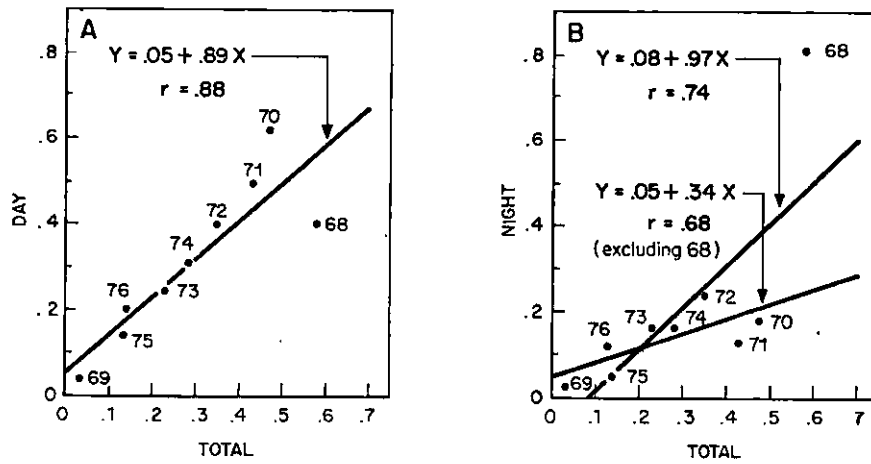 A
Y = .05 + .89 X
r = .88
.8
.6
.4
.2
0
DAY
70
71
72
68
74
73
76
75
69
0 .1 .2 .3 .4 .5 .6 .7
TOTAL
B
68
Y = .08 + .97 X
r = .74
Y = .05 + .34 X
r = .68
(excluding 68)
.8
.6
.4
.2
0
NIGHT
72
73
74
70
76
71
69
75
0 .1 .2 .3 .4 .5 .6 7
TOTAL